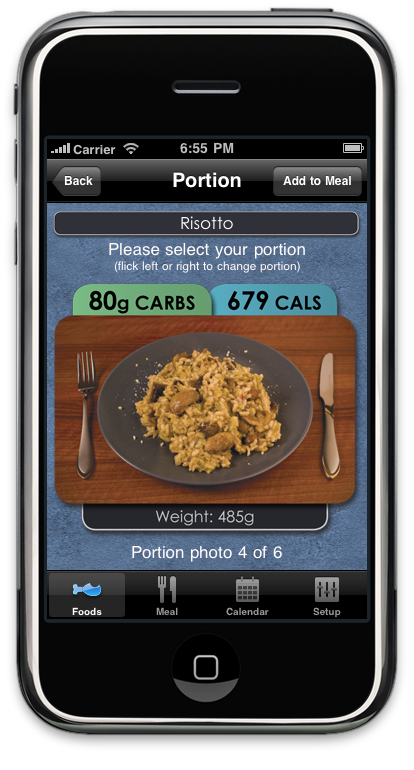 Carrier 6:55 PM
Back Portion Add to Meal
Risotto
Please select your portion
(flick left or right to change portion)
80g CARBS 679 CALS
Weight: 485g
Portion photo 4 of 6
Foods Meal Calendar Setup